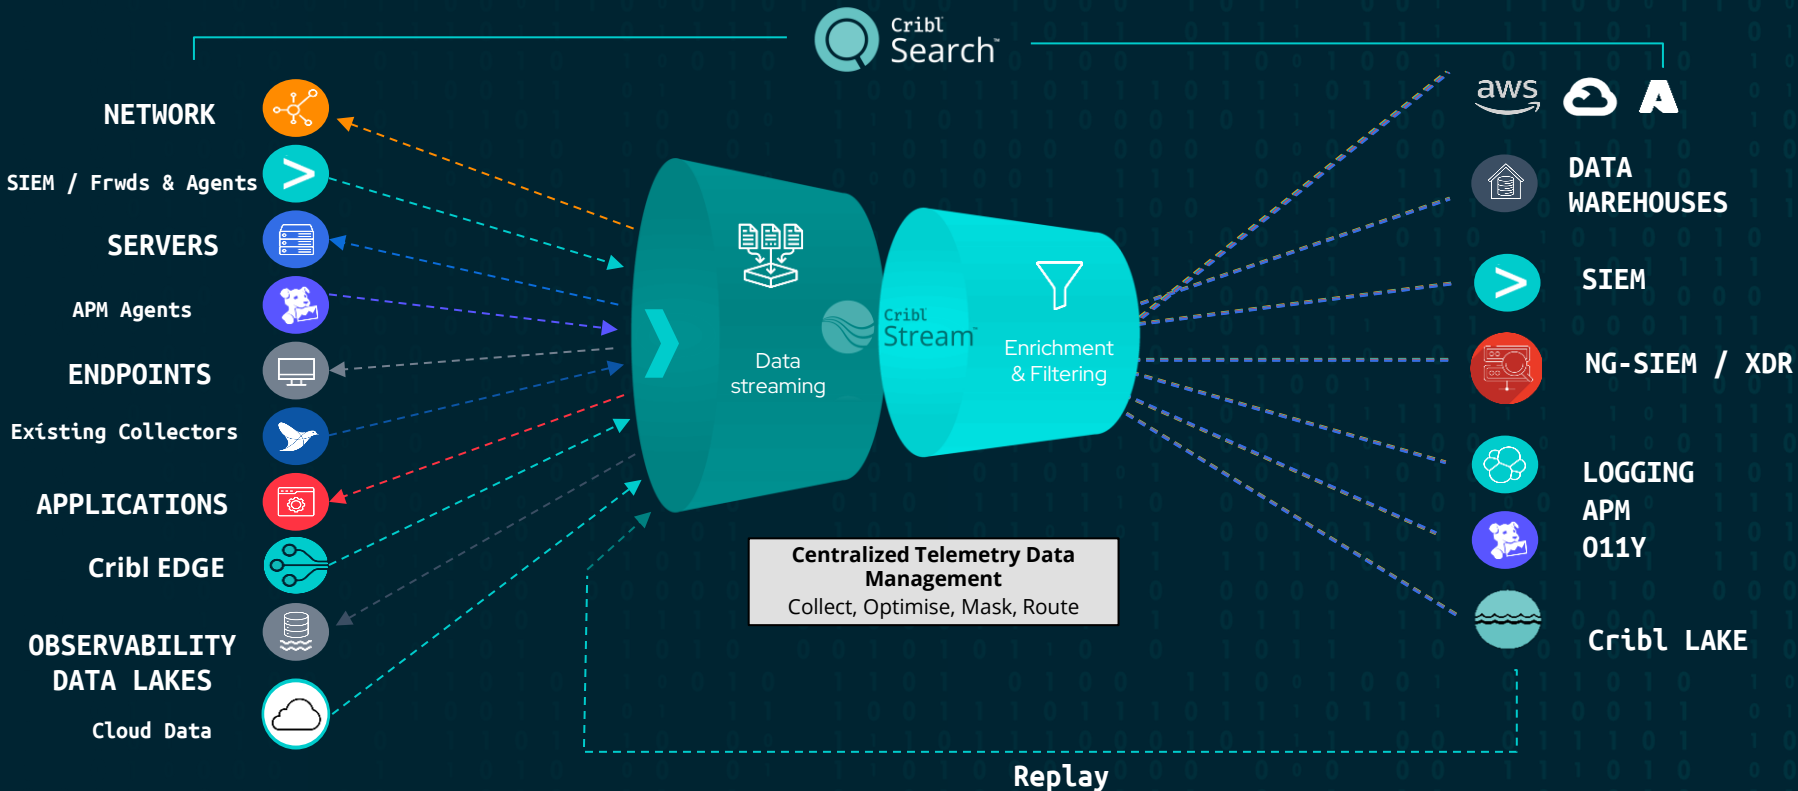 Cribl
Search™
NETWORK
SIEM / Frwds & Agents
SERVERS
APM Agents
ENDPOINTS
Existing Collectors
APPLICATIONS
Cribl EDGE
OBSERVABILITY
DATA LAKES
Cloud Data
Data
streaming
Cribl
Stream™
Enrichment
& Filtering
Centralized Telemetry Data
Management
Collect, Optimise, Mask, Route
aws
DATA
WAREHOUSES
SIEM
NG-SIEM / XDR
LOGGING
APM
O11Y
Cribl LAKE
Replay